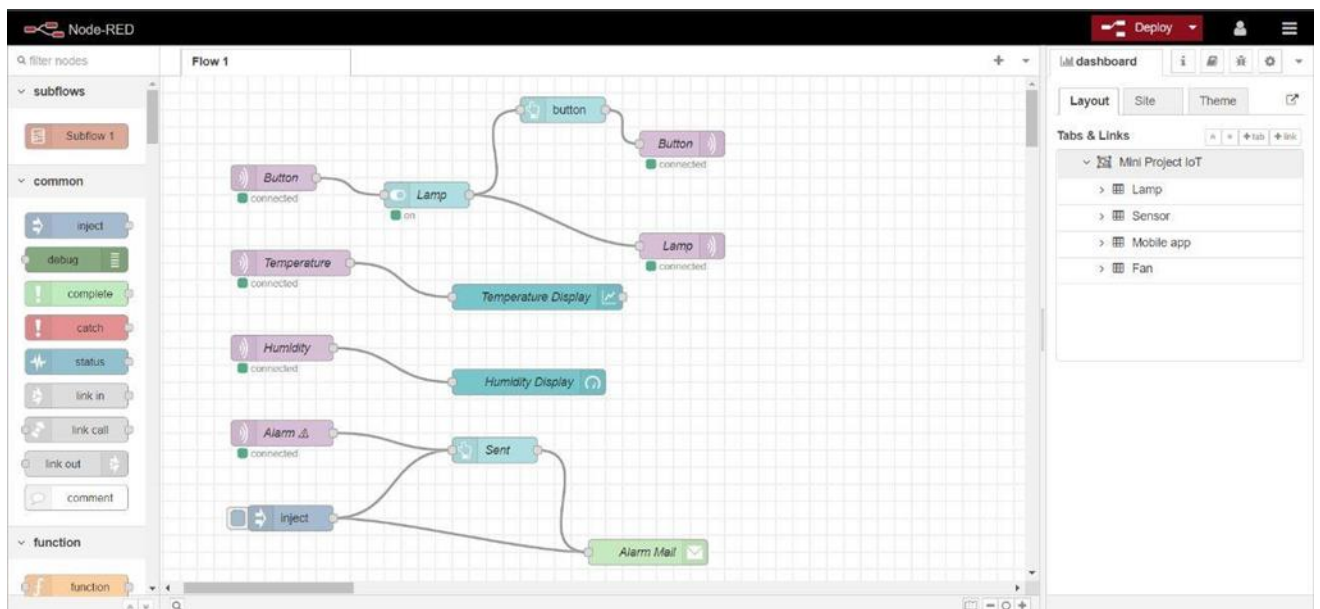 Node-RED
Deploy
filter nodes
subflows
Subflow 1
common
inject
debug
complete
catch
status
link in
link call
link out
comment
function
function
Flow 1
button
Button
connected
Button
connected
Lamp
on
Lamp
connected
Temperature
connected
Temperature Display
Humidity
connected
Humidity Display
Alarm ⚠
connected
Sent
inject
Alarm Mail
dashboard
i
Layout
Site
Theme
Tabs & Links
+tab
+link
Mini Project IoT
Lamp
Sensor
Mobile app
Fan